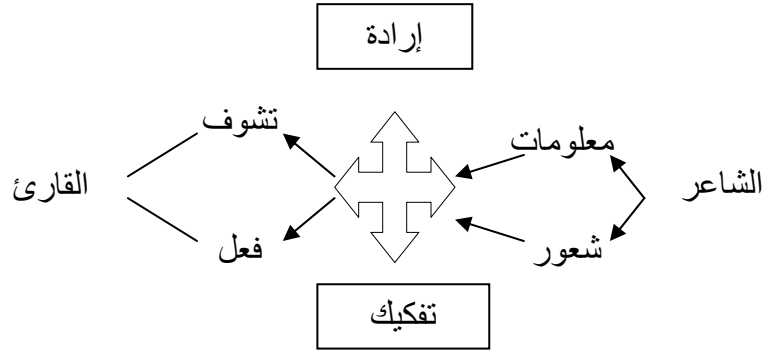 إرادة
تشوف
معلومات
القارئ
الشاعر
فعل
شعور
تفكيك